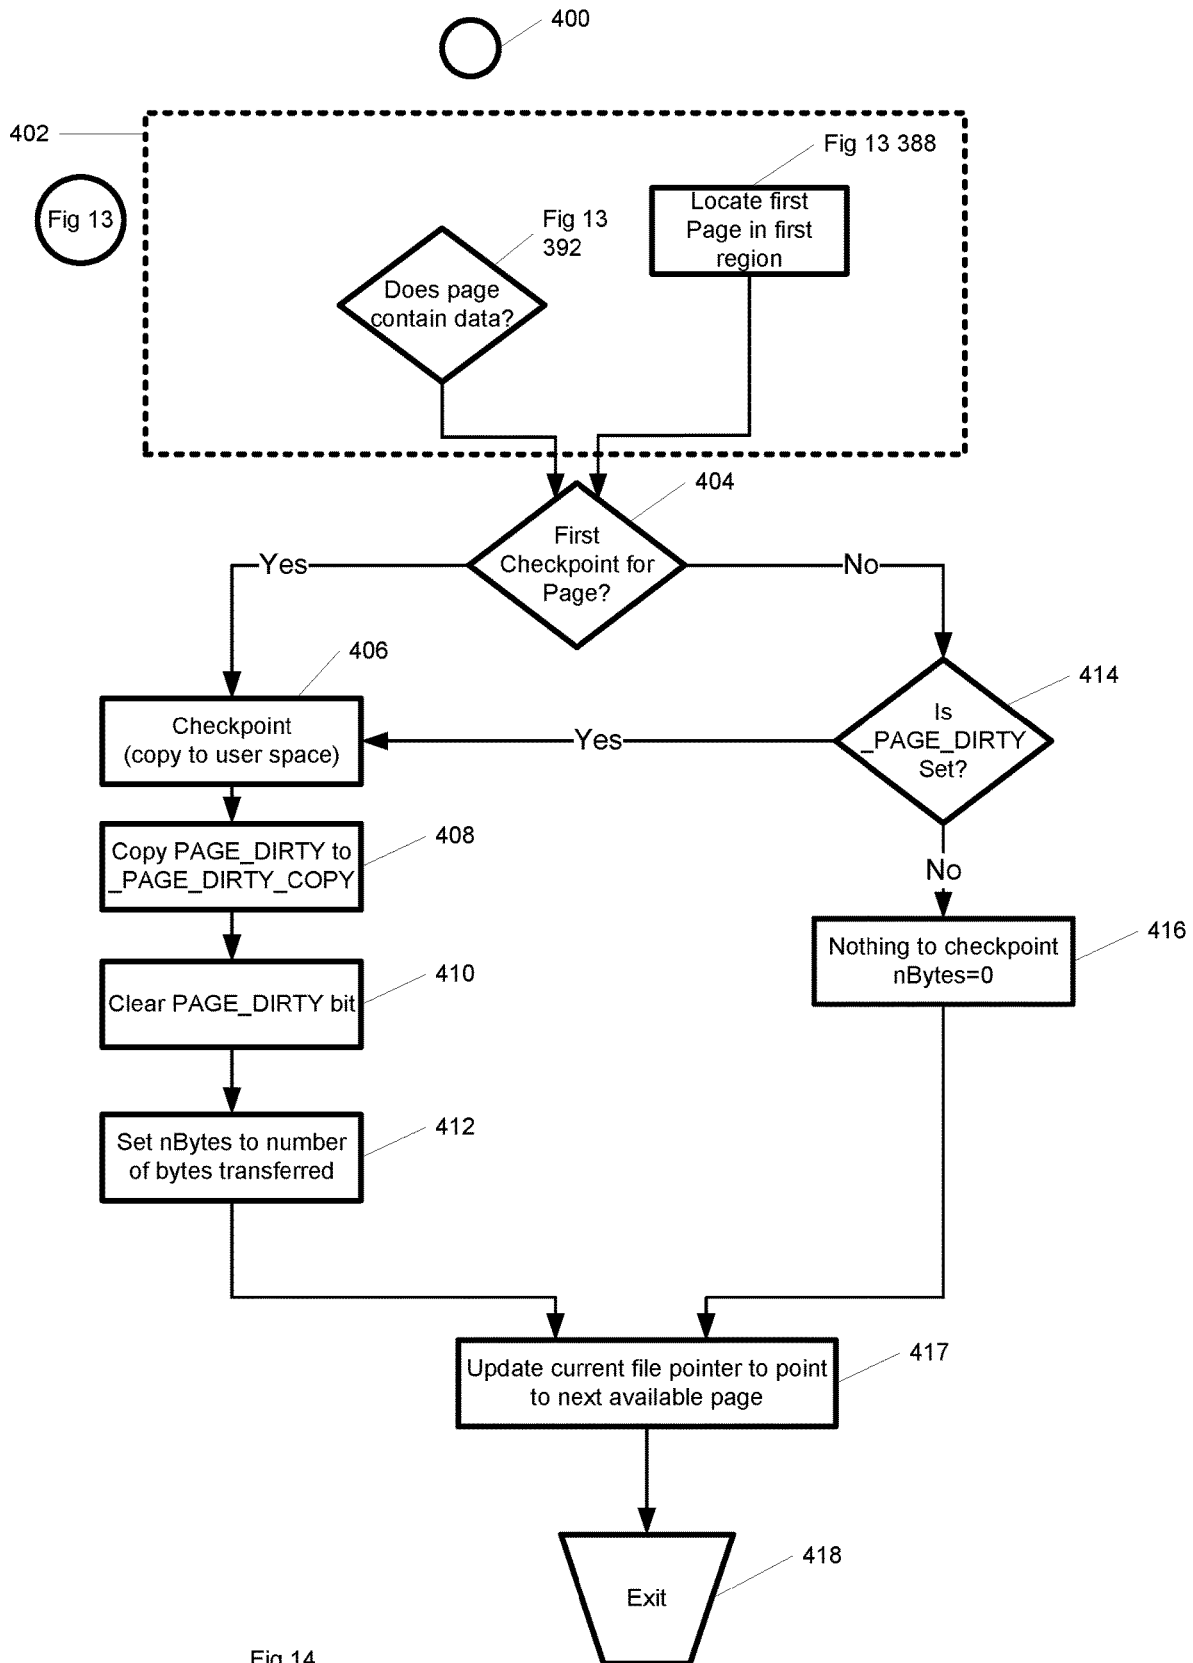 400
402
Fig 13 388
Fig 13
Locate first
Page in first
region
Fig 13
392
Does page
contain data?
404
First
Checkpoint for
Page?
Yes
No
406
414
Checkpoint
(copy to user space)
Yes
Is
_PAGE_DIRTY
Set?
408
Copy PAGE_DIRTY to
_PAGE_DIRTY_COPY
No
416
Nothing to checkpoint
nBytes=0
410
Clear PAGE_DIRTY bit
412
Set nBytes to number
of bytes transferred
417
Update current file pointer to point
to next available page
418
Exit
Fig 14